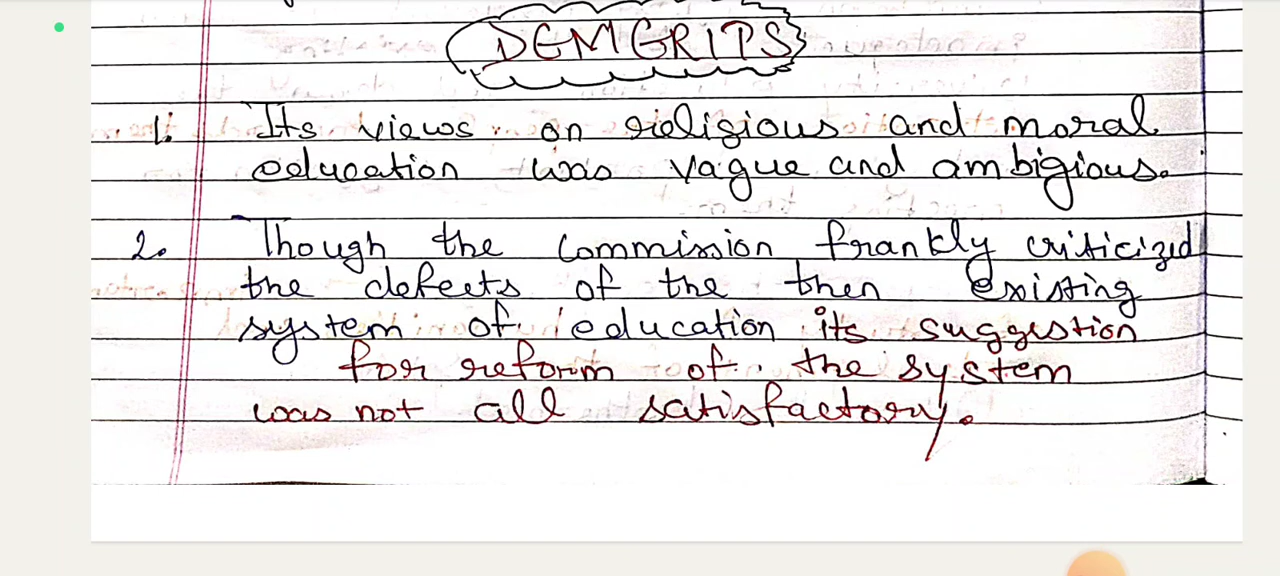 DEMERITS
1. Its views on religious and moral
education was vague and ambigious.
2. Though the Commission frankly criticized
the defects of the then existing
system of education its suggestion
for reform of the system
was not all satisfactory.